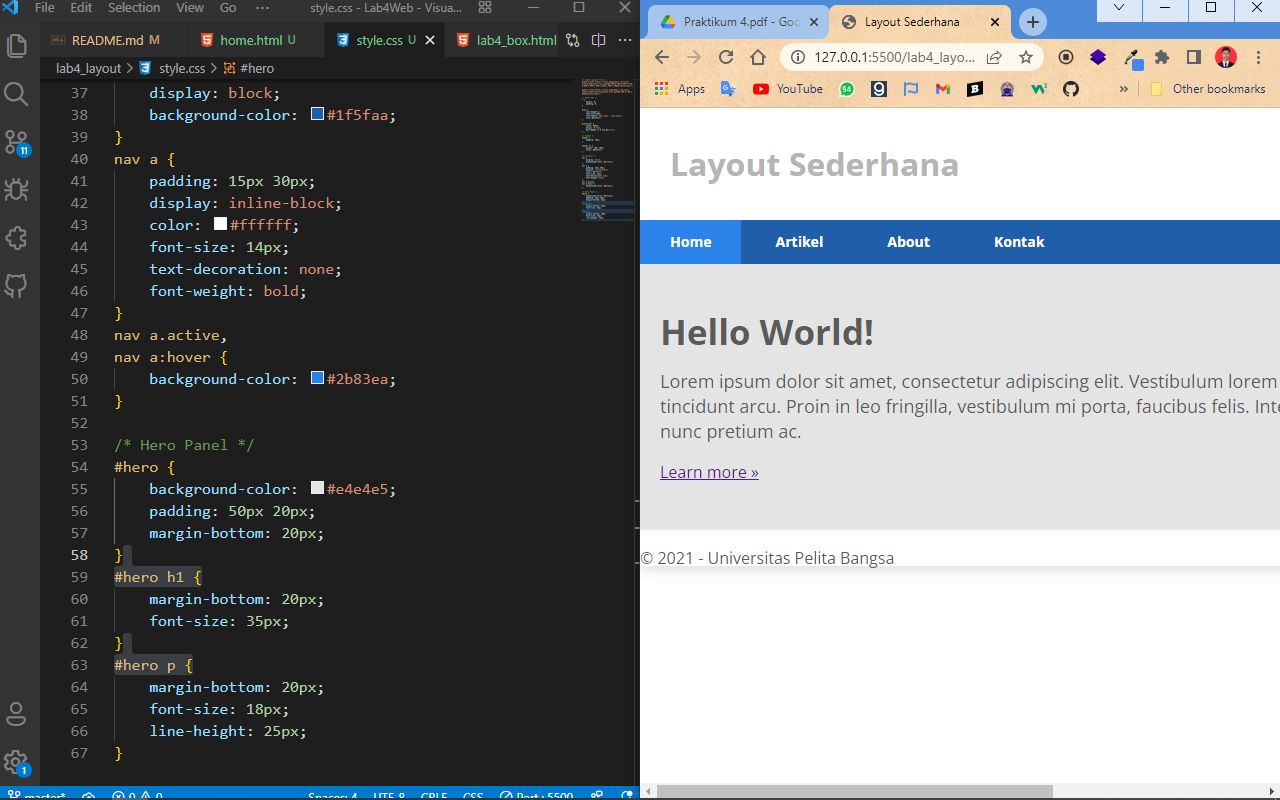 File Edit Selection View Go ··· style.css - Lab4Web - Visua...
README.md M home.html U style.css U lab4_box.html ···
lab4_layout > style.css > #hero
37 display: block;
38 background-color: #1f5faa;
39 }
40 nav a {
41 padding: 15px 30px;
42 display: inline-block;
43 color: #ffffff;
44 font-size: 14px;
45 text-decoration: none;
46 font-weight: bold;
47 }
48 nav a.active,
49 nav a:hover {
50 background-color: #2b83ea;
51 }
52
53 /* Hero Panel */
54 #hero {
55 background-color: #e4e4e5;
56 padding: 50px 20px;
57 margin-bottom: 20px;
58 }
59 #hero h1 {
60 margin-bottom: 20px;
61 font-size: 35px;
62 }
63 #hero p {
64 margin-bottom: 20px;
65 font-size: 18px;
66 line-height: 25px;
67 }
11
1
master* 0 0 Spaces: 4 UTF-8 CRLF CSS Port : 5500
Praktikum 4.pdf - Goo Layout Sederhana
127.0.0.1:5500/lab4_layo...
Apps YouTube 94 » Other bookmarks
Layout Sederhana
Home Artikel About Kontak
Hello World!
Lorem ipsum dolor sit amet, consectetur adipiscing elit. Vestibulum lorem
tincidunt arcu. Proin in leo fringilla, vestibulum mi porta, faucibus felis. Inte
nunc pretium ac.
Learn more »
© 2021 - Universitas Pelita Bangsa